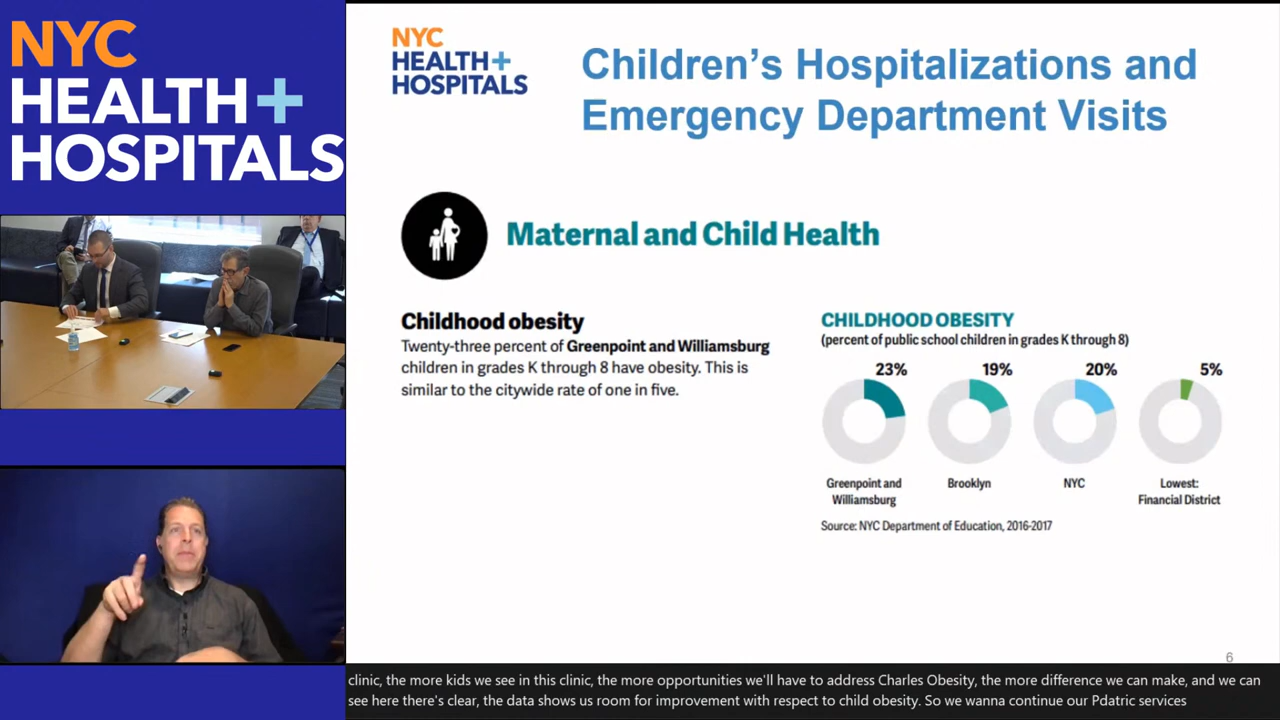 NYC
HEALTH+
HOSPITALS
NYC
HEALTH+
HOSPITALS
Children's Hospitalizations and
Emergency Department Visits
Maternal and Child Health
Childhood obesity
Twenty-three percent of Greenpoint and Williamsburg
children in grades K through 8 have obesity. This is
similar to the citywide rate of one in five.
CHILDHOOD OBESITY
(percent of public school children in grades K through 8)
23%
19%
20%
5%
Greenpoint and
Williamsburg
Brooklyn
NYC
Lowest:
Financial District
Source: NYC Department of Education, 2016-2017
6
clinic, the more kids we see in this clinic, the more opportunities we'll have to address Charles Obesity, the more difference we can make, and we can
see here there's clear, the data shows us room for improvement with respect to child obesity. So we wanna continue our Pdatric services